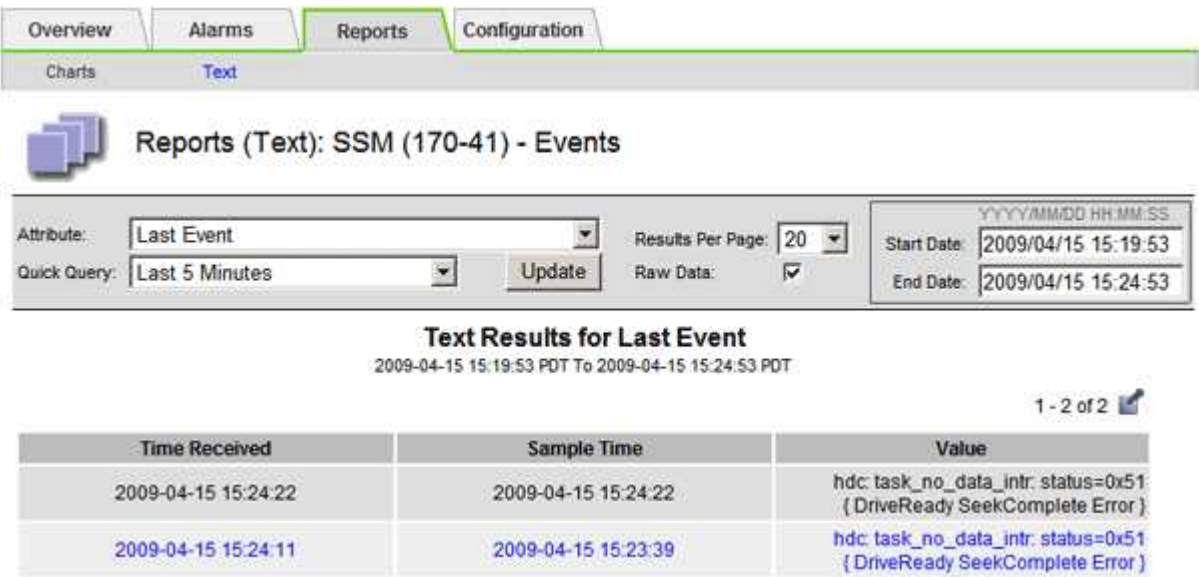 Overview Alarms Reports Configuration
Charts Text
Reports (Text): SSM (170-41) - Events
YYYY/MM/DD HH:MM:SS
Attribute: Last Event Results Per Page: 20 Start Date: 2009/04/15 15:19:53
Quick Query: Last 5 Minutes Update Raw Data: End Date: 2009/04/15 15:24:53
Text Results for Last Event
2009-04-15 15:19:53 PDT To 2009-04-15 15:24:53 PDT
1 - 2 of 2
Time Received Sample Time Value
2009-04-15 15:24:22 2009-04-15 15:24:22 hdc: task_no_data_intr: status=0x51
{ DriveReady SeekComplete Error }
2009-04-15 15:24:11 2009-04-15 15:23:39 hdc: task_no_data_intr: status=0x51
{ DriveReady SeekComplete Error }